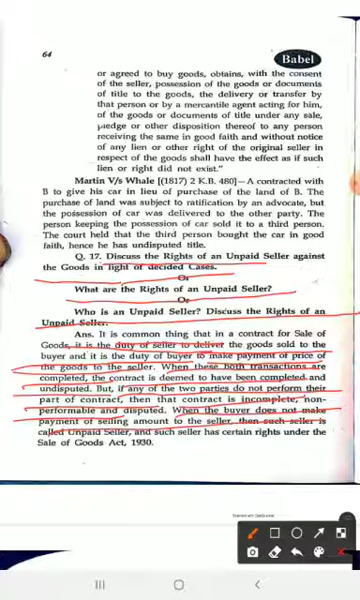 64
Babel
or agreed to buy goods, obtains, with the consent
of the seller, possession of the goods or documents
of title to the goods, the delivery or transfer by
that person or by a mercantile agent acting for him,
of the goods or documents of title under any sale,
pledge or other disposition thereof to any person
receiving the same in good faith and without notice
of any lien or other right of the original seller in
respect of the goods shall have the effect as if such
lien or right did not exist."
Martin V/s Whale [(1817) 2 K.B. 480]—A contracted with
B to give his car in lieu of purchase of the land of B. The
purchase of land was subject to ratification by an advocate, but
the possession of car was delivered to the other party. The
person keeping the possession of car sold it to a third person.
The court held that the third person bought the car in good
faith, hence he has undisputed title.
Q. 17. Discuss the Rights of an Unpaid Seller against
the Goods in light of decided Cases.
Or
What are the Rights of an Unpaid Seller?
Or
Who is an Unpaid Seller? Discuss the Rights of an
Unpaid Seller.
Ans. It is common thing that in a contract for Sale of
Goods, it is the duty of seller to deliver the goods sold to the
buyer and it is the duty of buyer to make payment of price of
the goods to the seller. When these both transactions are
completed, the contract is deemed to have been completed and
undisputed. But, if any of the two parties do not perform their
part of contract, then that contract is incomplete, non-
performable and disputed. When the buyer does not make
payment of selling amount to the seller, then such seller is
called Unpaid Seller, and such seller has certain rights under the
Sale of Goods Act, 1930.